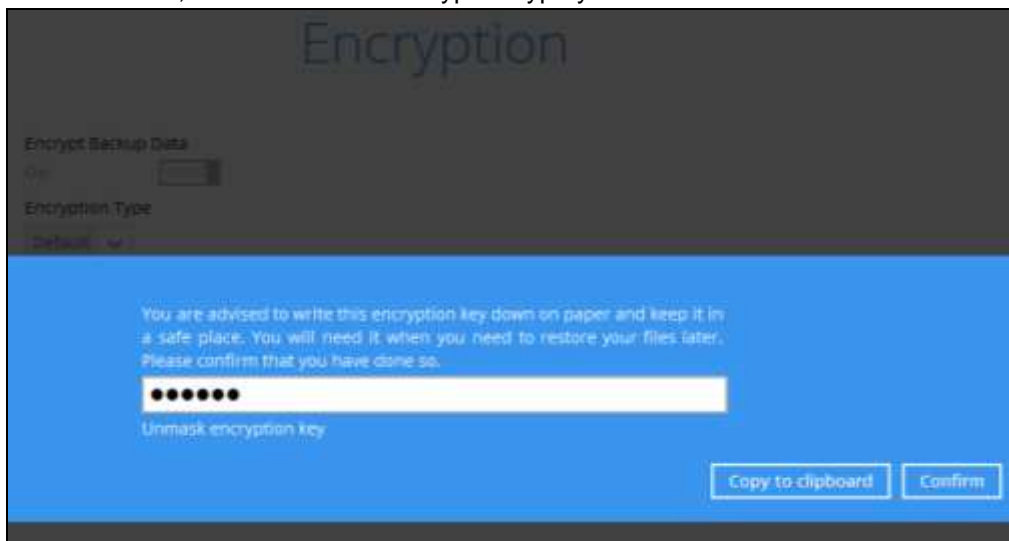 Encryption
Encrypt Backup Data
On
Encryption Type
Default
You are advised to write this encryption key down on paper and keep it in
a safe place. You will need it when you need to restore your files later.
Please confirm that you have done so.
●●●●●●
Unmask encryption key
Copy to clipboard Confirm